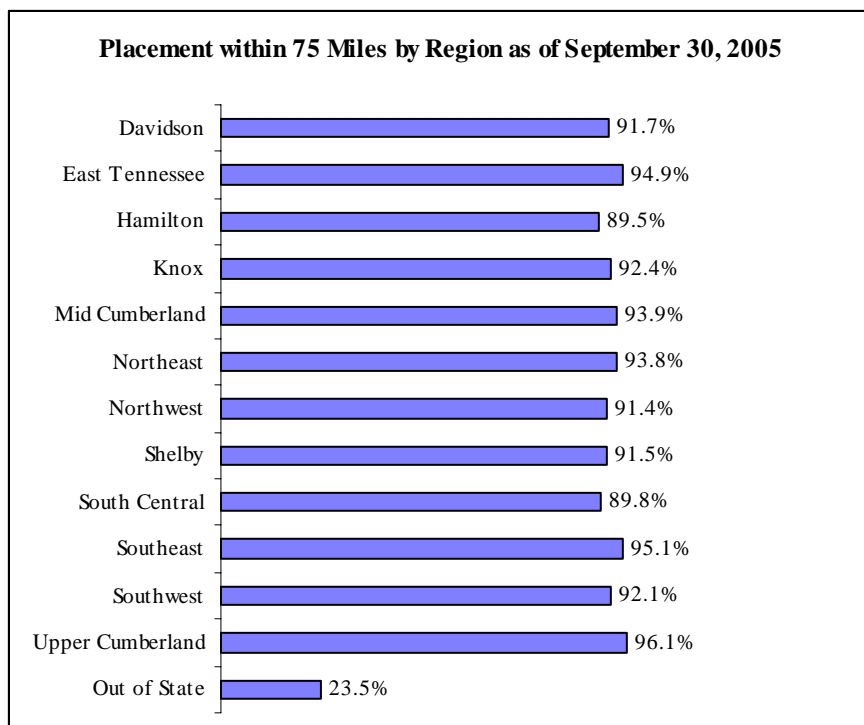 Placement within 75 Miles by Region as of September 30, 2005
Davidson 91.7%
East Tennessee 94.9%
Hamilton 89.5%
Knox 92.4%
Mid Cumberland 93.9%
Northeast 93.8%
Northwest 91.4%
Shelby 91.5%
South Central 89.8%
Southeast 95.1%
Southwest 92.1%
Upper Cumberland 96.1%
Out of State 23.5%